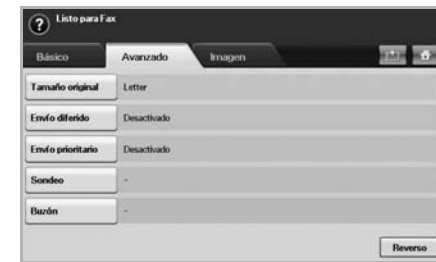 ? Listo para Fax
Básico Avanzado Imagen
Tamaño original Letter
Envío diferido Desactivado
Envío prioritario Desactivado
Sondeo -
Buzón -
Reverso